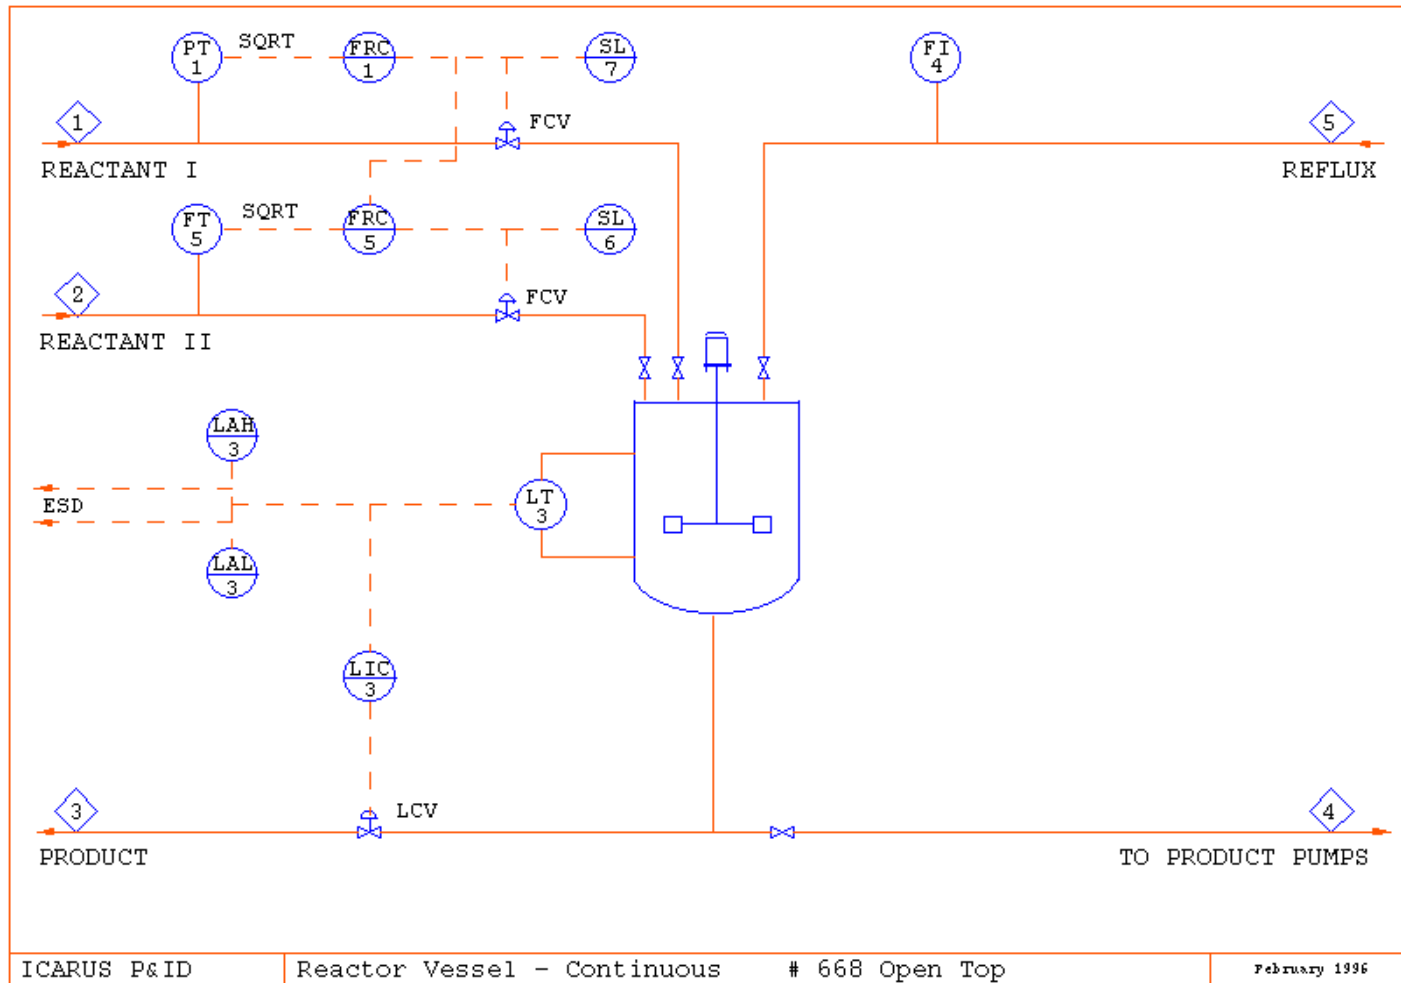 PT
1
SQRT
FRC
1
SL
7
FI
4
1
FCV
5
REACTANT I
REFLUX
FT
5
SQRT
FRC
5
SL
6
2
FCV
REACTANT II
LAH
3
ESD
LT
3
LAL
3
LIC
3
3
LCV
4
PRODUCT
TO PRODUCT PUMPS
ICARUS P&ID
Reactor Vessel - Continuous # 668 Open Top
February 1996